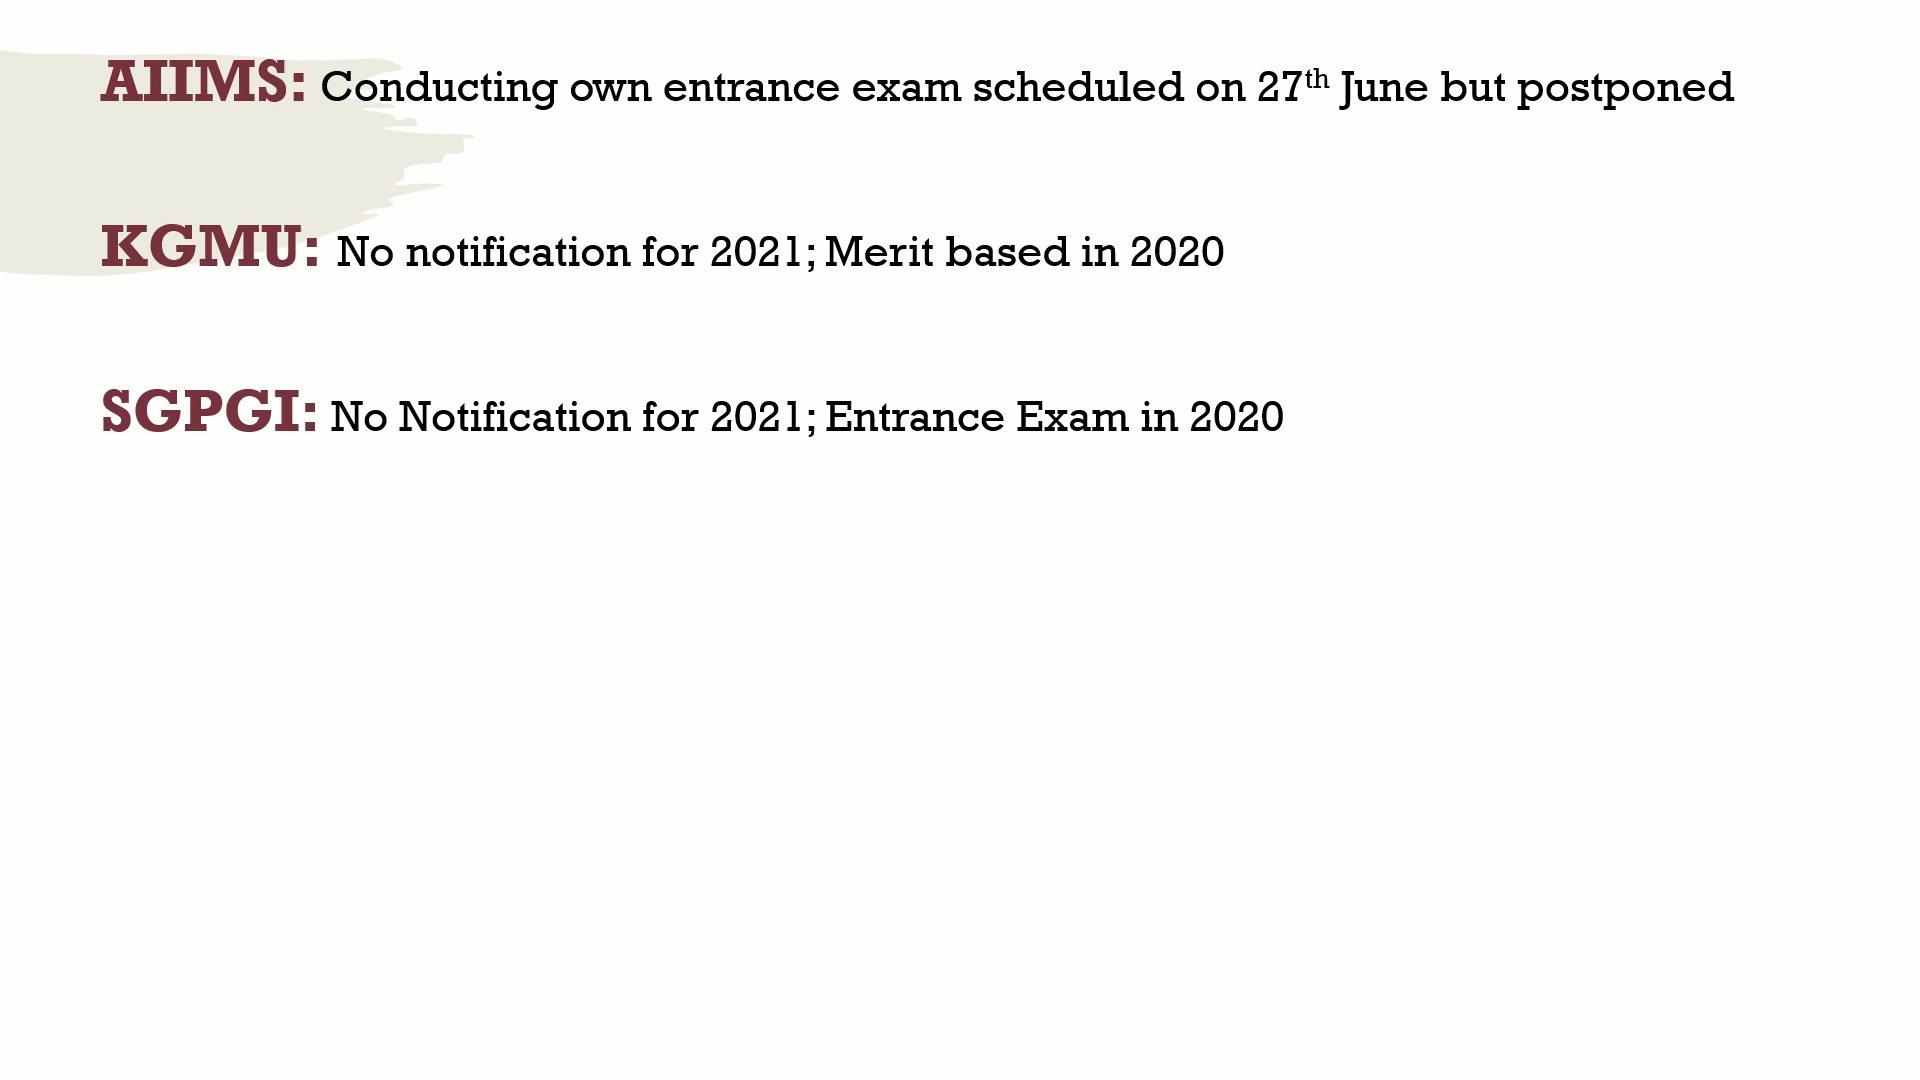 AIIMS: Conducting own entrance exam scheduled on 27th June but postponed
KGMU: No notification for 2021; Merit based in 2020
SGPGI: No Notification for 2021; Entrance Exam in 2020